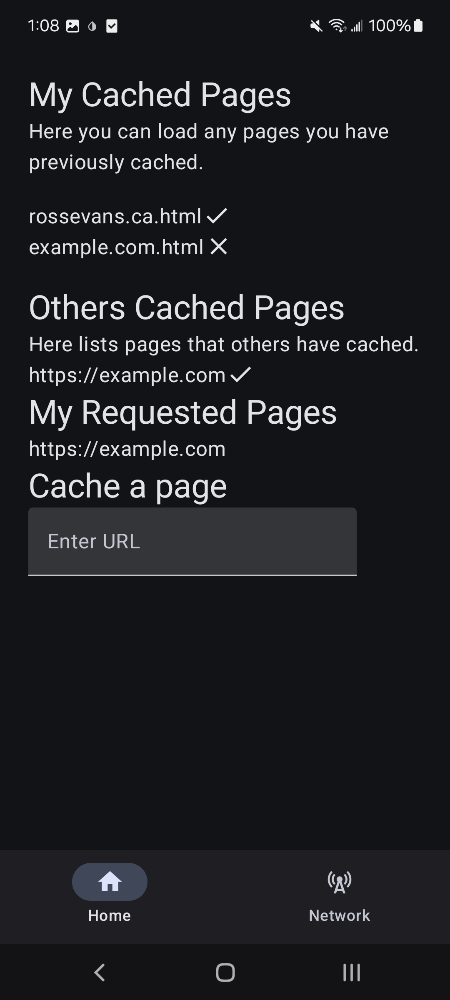 1:08 100%
My Cached Pages
Here you can load any pages you have
previously cached.
rossevans.ca.html
example.com.html
Others Cached Pages
Here lists pages that others have cached.
https://example.com
My Requested Pages
https://example.com
Cache a page
Enter URL
Home Network